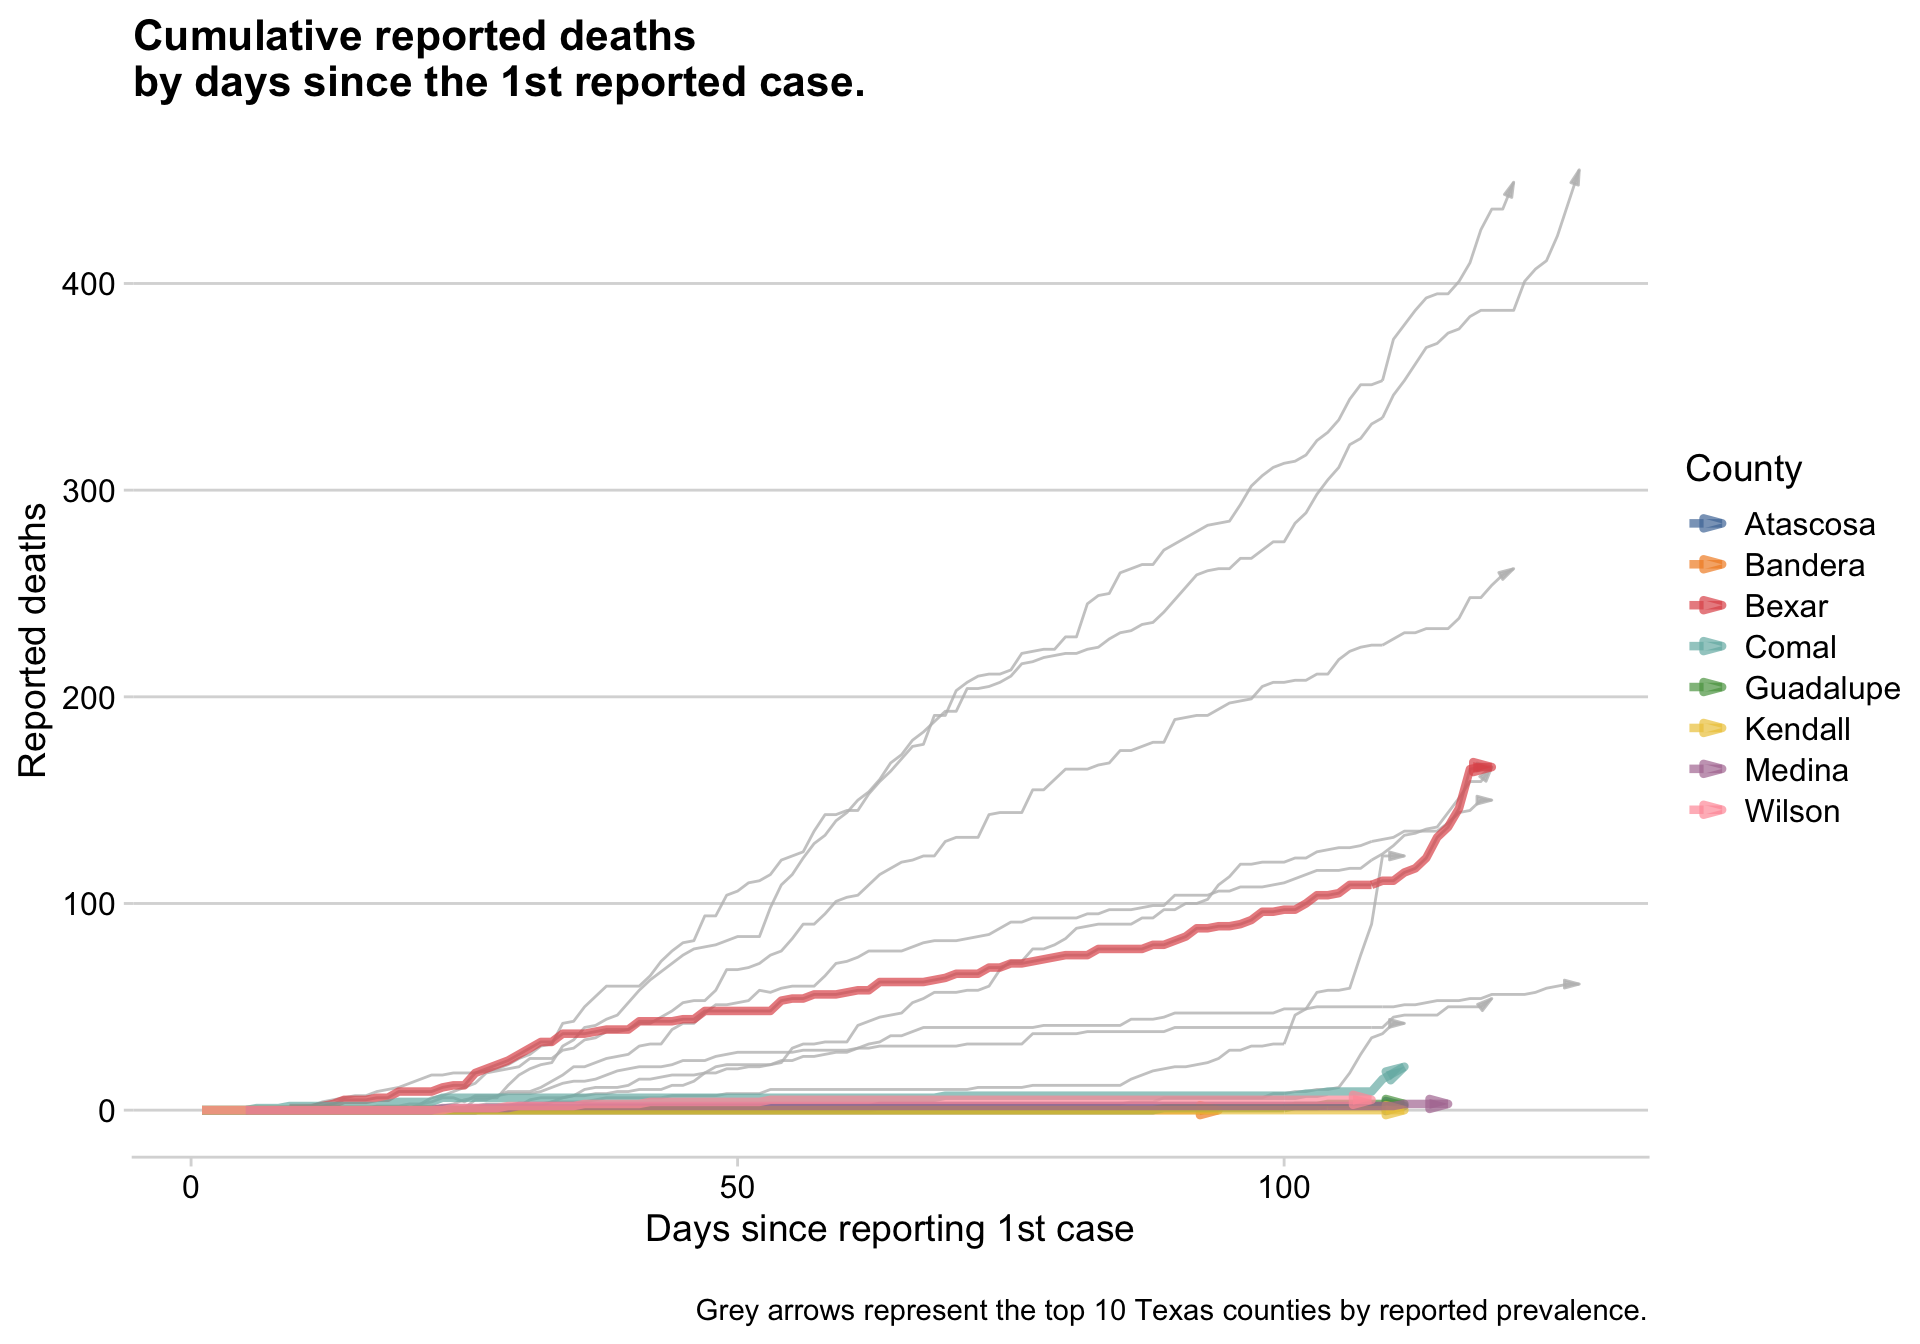 Cumulative reported deaths
by days since the 1st reported case.
400
300
200
100
0
Reported deaths
0
50
100
Days since reporting 1st case
County
Atascosa
Bandera
Bexar
Comal
Guadalupe
Kendall
Medina
Wilson
Grey arrows represent the top 10 Texas counties by reported prevalence.